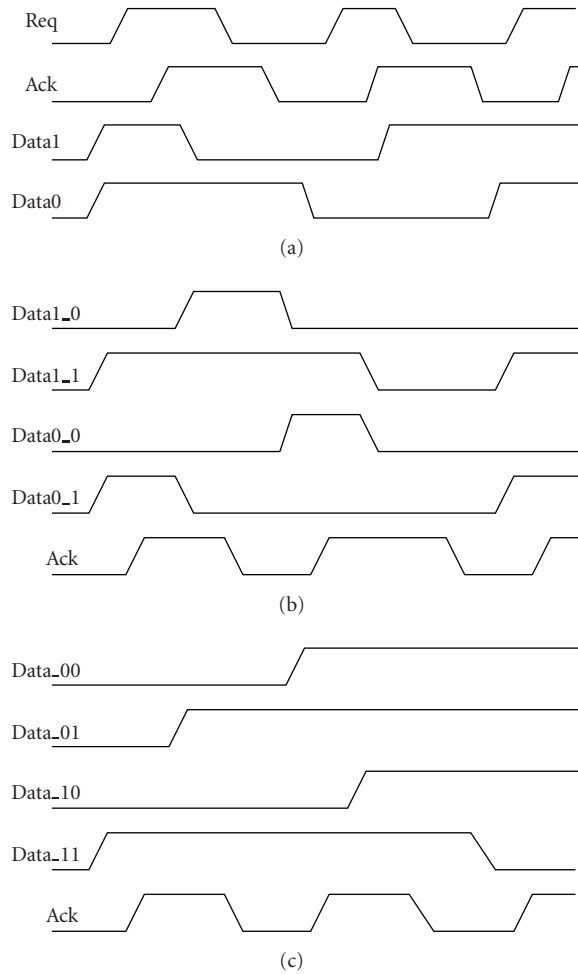 Req
Ack
Data1
Data0
(a)
Data1_0
Data1_1
Data0_0
Data0_1
Ack
(b)
Data_00
Data_01
Data_10
Data_11
Ack
(c)